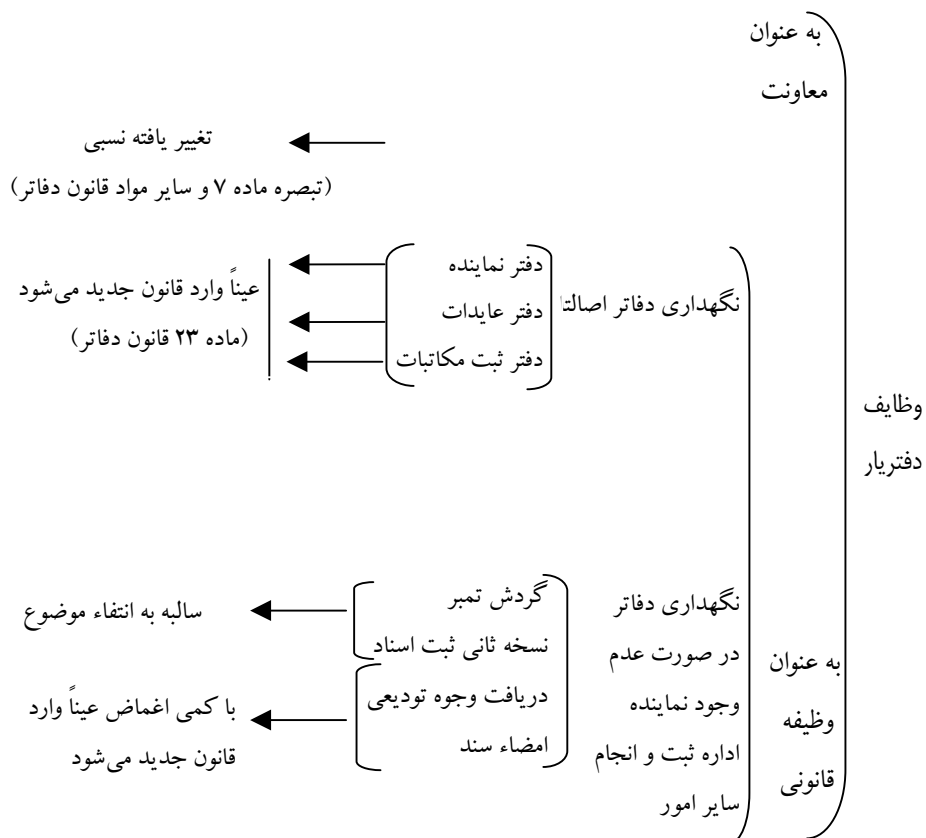 وظایف
دفتریار
به عنوان
معاونت
تغییر یافته نسبی
(تبصره ماده ۷ و سایر مواد قانون دفاتر)
به عنوان
وظیفه
قانونی
نگهداری دفاتر اصالتا
دفتر نماینده
دفتر عایدات
دفتر ثبت مکاتبات
عیناً وارد قانون جدید می‌شود
(ماده ۲۳ قانون دفاتر)
نگهداری دفاتر
در صورت عدم
وجود نماینده
اداره ثبت و انجام
سایر امور
گردش تمبر
نسخه ثانی ثبت اسناد
دریافت وجوه تودیعی
امضاء سند
سالبه به انتفاء موضوع
با کمی اغماض عیناً وارد
قانون جدید می‌شود